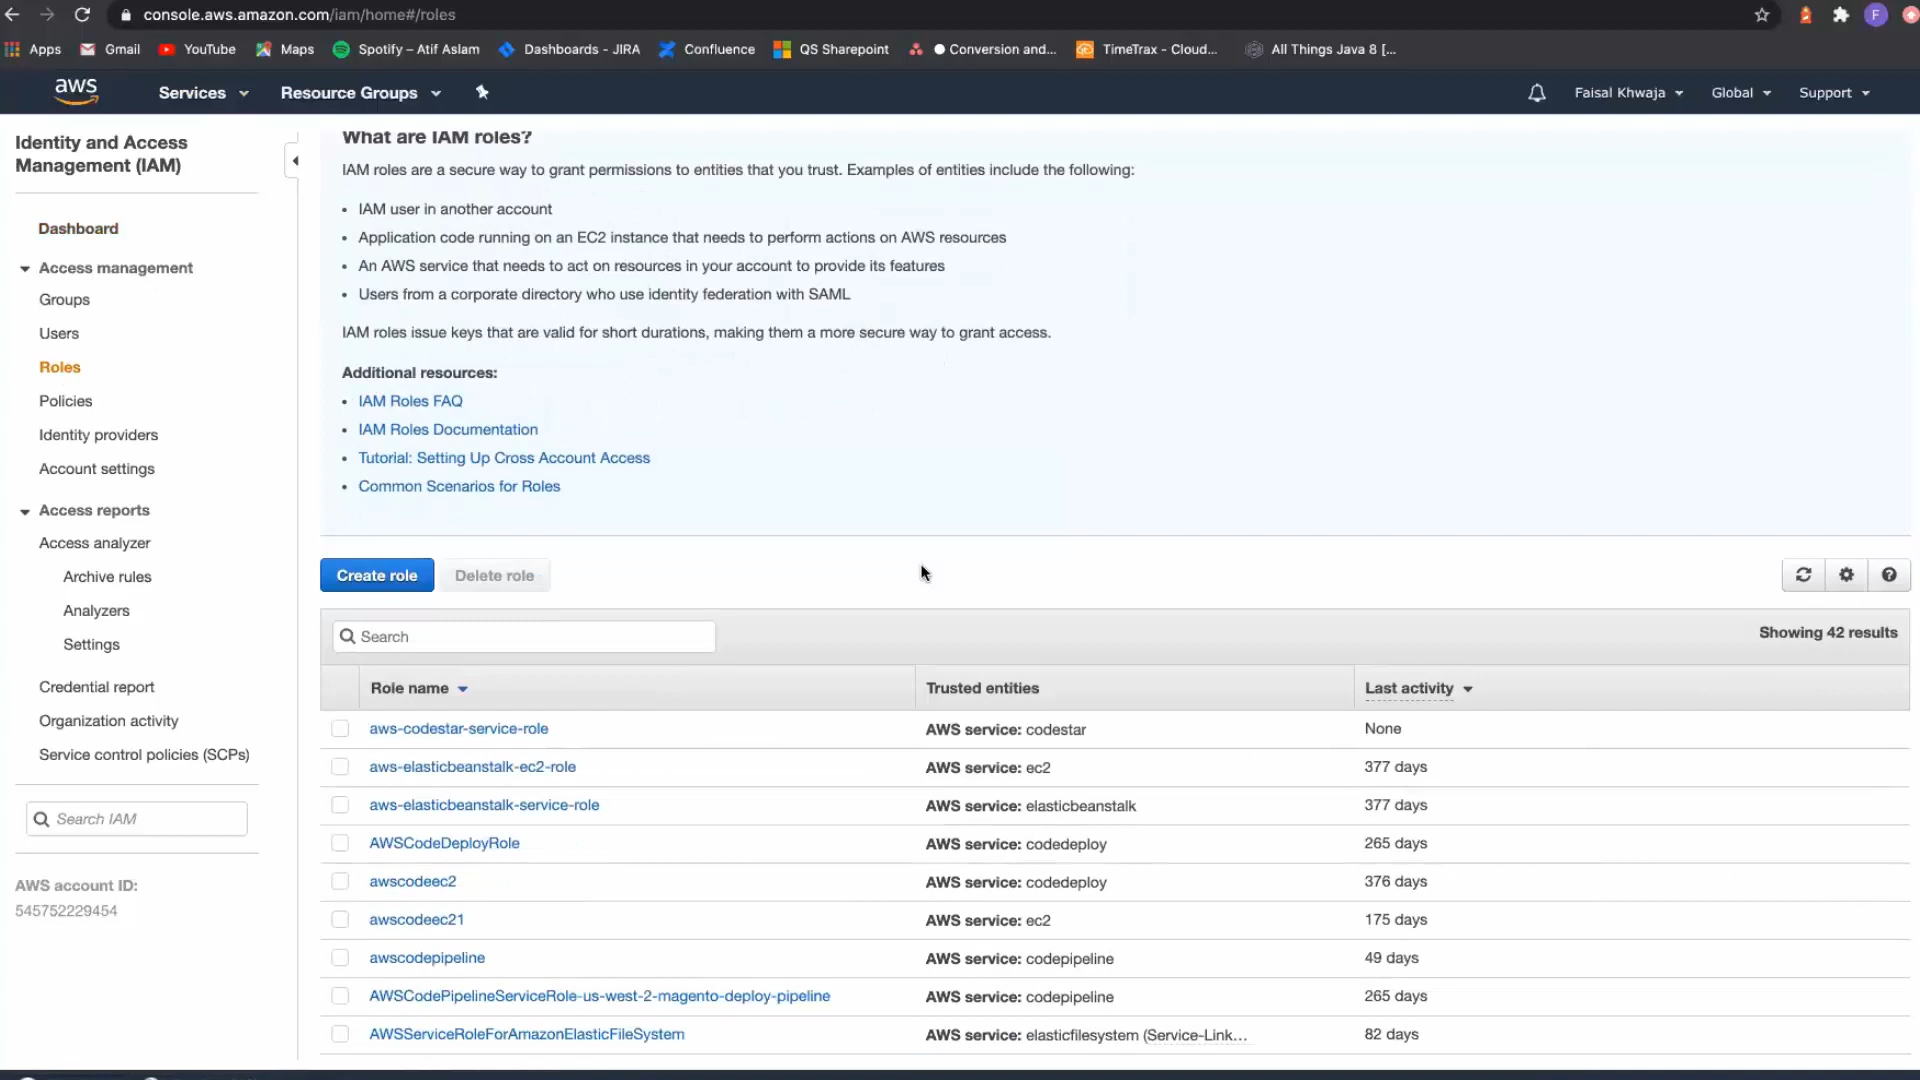 console.aws.amazon.com/iam/home#/roles
F
Apps Gmail YouTube Maps Spotify – Atif Aslam Dashboards - JIRA Confluence QS Sharepoint Conversion and... TimeTrax - Cloud... All Things Java 8 [...
aws Services Resource Groups Faisal Khwaja Global Support
Identity and Access
Management (IAM)
Dashboard
Access management
Groups
Users
Roles
Policies
Identity providers
Account settings
Access reports
Access analyzer
Archive rules
Analyzers
Settings
Credential report
Organization activity
Service control policies (SCPs)
Search IAM
AWS account ID:
545752229454
What are IAM roles?
IAM roles are a secure way to grant permissions to entities that you trust. Examples of entities include the following:
• IAM user in another account
• Application code running on an EC2 instance that needs to perform actions on AWS resources
• An AWS service that needs to act on resources in your account to provide its features
• Users from a corporate directory who use identity federation with SAML
IAM roles issue keys that are valid for short durations, making them a more secure way to grant access.
Additional resources:
• IAM Roles FAQ
• IAM Roles Documentation
• Tutorial: Setting Up Cross Account Access
• Common Scenarios for Roles
Create role Delete role
Search Showing 42 results
Role name Trusted entities Last activity
aws-codestar-service-role AWS service: codestar None
aws-elasticbeanstalk-ec2-role AWS service: ec2 377 days
aws-elasticbeanstalk-service-role AWS service: elasticbeanstalk 377 days
AWSCodeDeployRole AWS service: codedeploy 265 days
awscodeec2 AWS service: codedeploy 376 days
awscodeec21 AWS service: ec2 175 days
awscodepipeline AWS service: codepipeline 49 days
AWSCodePipelineServiceRole-us-west-2-magento-deploy-pipeline AWS service: codepipeline 265 days
AWSServiceRoleForAmazonElasticFileSystem AWS service: elasticfilesystem (Service-Link... 82 days